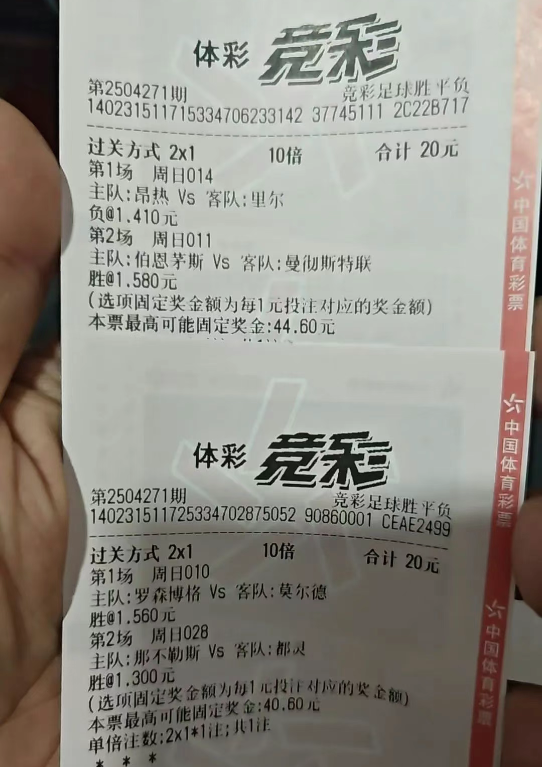 体彩 竞彩
第2504271期 竞彩足球胜平负
140231511715334706233142 37745111 2C22B717
过关方式 2x1 10倍 合计 20元
第1场 周日014
主队:昂热 Vs 客队:里尔
负@1.410元
第2场 周日011
主队:伯恩茅斯 Vs 客队:曼彻斯特联
胜@1.580元
(选项固定奖金额为每1元投注对应的奖金额)
本票最高可能固定奖金:44.60元
中国体育彩票
体彩 竞彩
第2504271期 竞彩足球胜平负
140231511725334702875052 90860001 CEAE2499
过关方式 2x1 10倍 合计 20元
第1场 周日010
主队:罗森博格 Vs 客队:莫尔德
胜@1.560元
第2场 周日028
主队:那不勒斯 Vs 客队:都灵
胜@1.300元
(选项固定奖金额为每1元投注对应的奖金额)
本票最高可能固定奖金:40.60元
单倍注数:2x1*1注;共1注
* * *
中国体育彩票
中国体育彩票